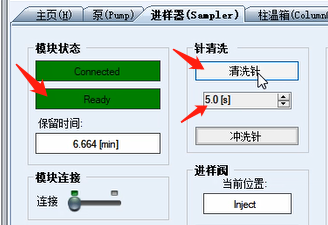 主页(H) 泵(Pump) 进样器(Sampler) 柱温箱(Column
模块状态
Connected
Ready
保留时间:
6.664 [min]
模块连接
连接
针清洗
清洗针
5.0 [s]
冲洗针
进样阀
当前位置:
Inject